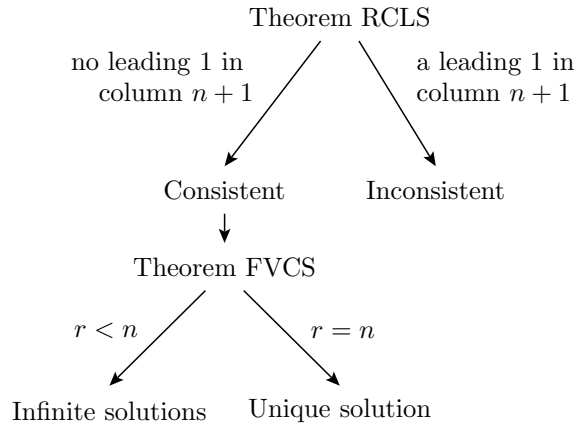 Theorem RCLS
no leading 1 in
column n + 1
a leading 1 in
column n + 1
Consistent
Inconsistent
Theorem FVCS
r < n
r = n
Infinite solutions
Unique solution